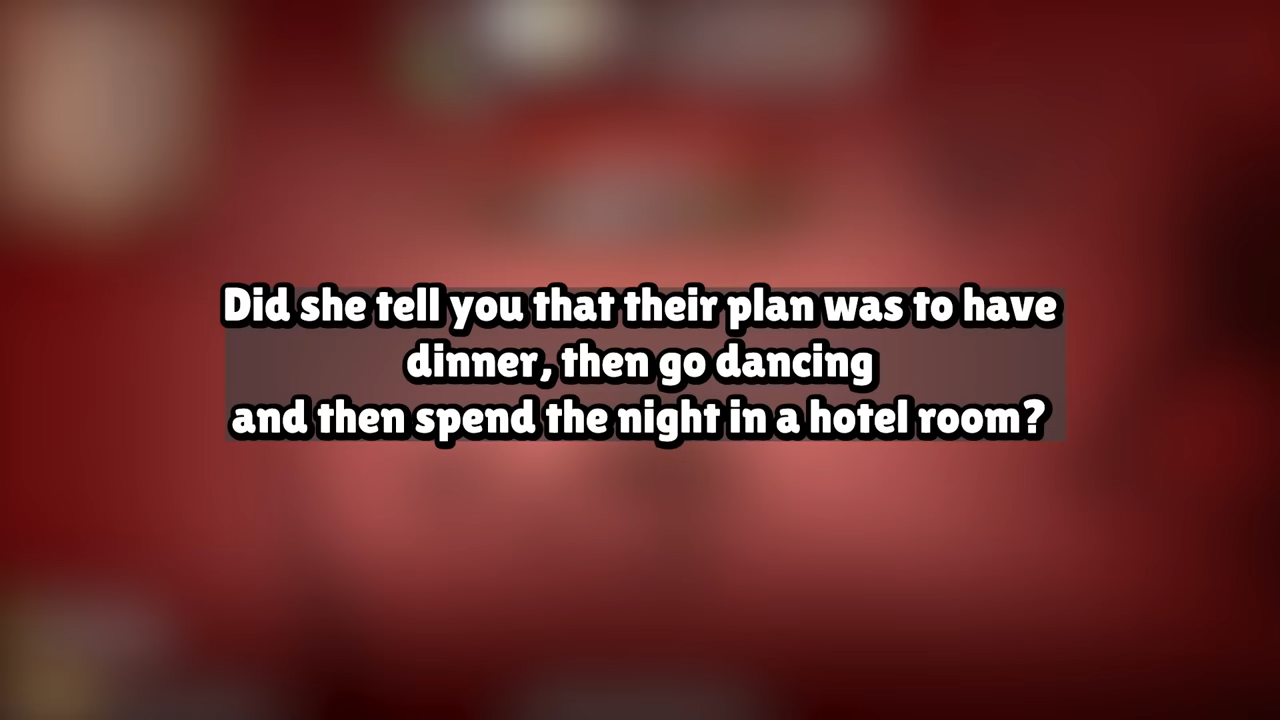 Did she tell you that their plan was to have
dinner, then go dancing
and then spend the night in a hotel room?